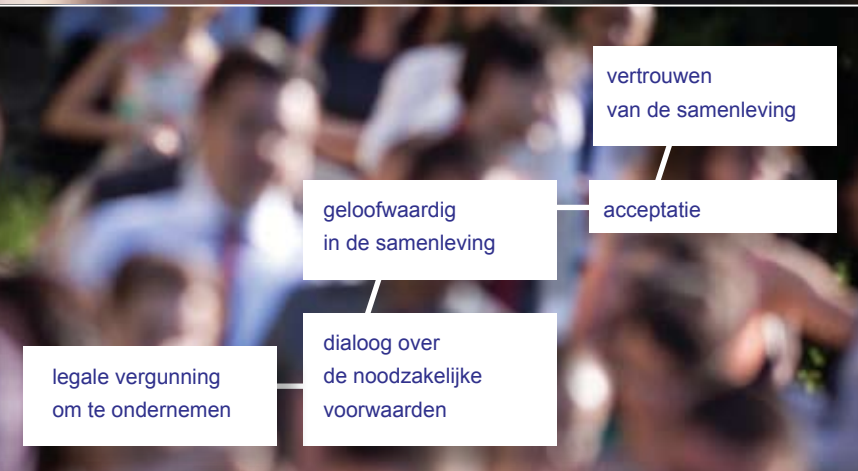 vertrouwen
van de samenleving
geloofwaardig
in de samenleving
acceptatie
dialoog over
de noodzakelijke
voorwaarden
legale vergunning
om te ondernemen